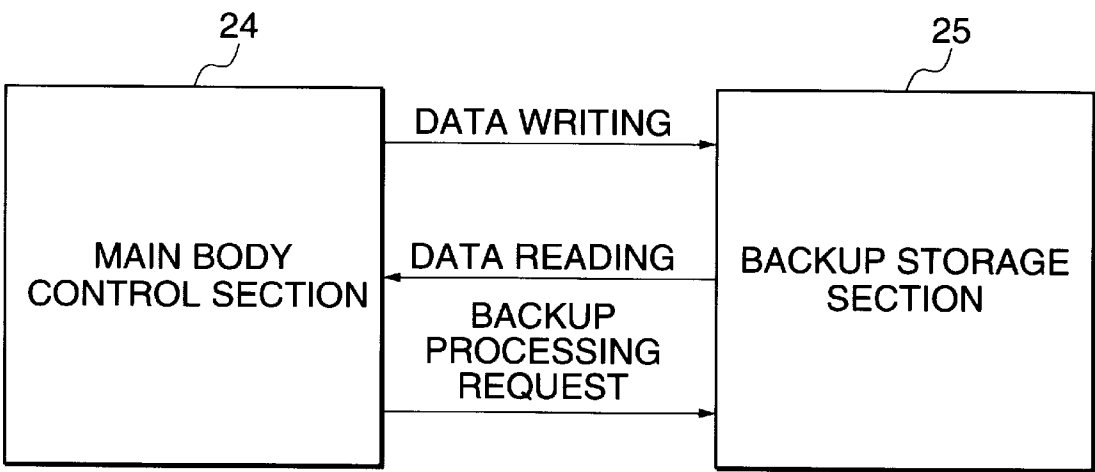 24
25
DATA WRITING
MAIN BODY
CONTROL SECTION
DATA READING
BACKUP STORAGE
SECTION
BACKUP
PROCESSING
REQUEST